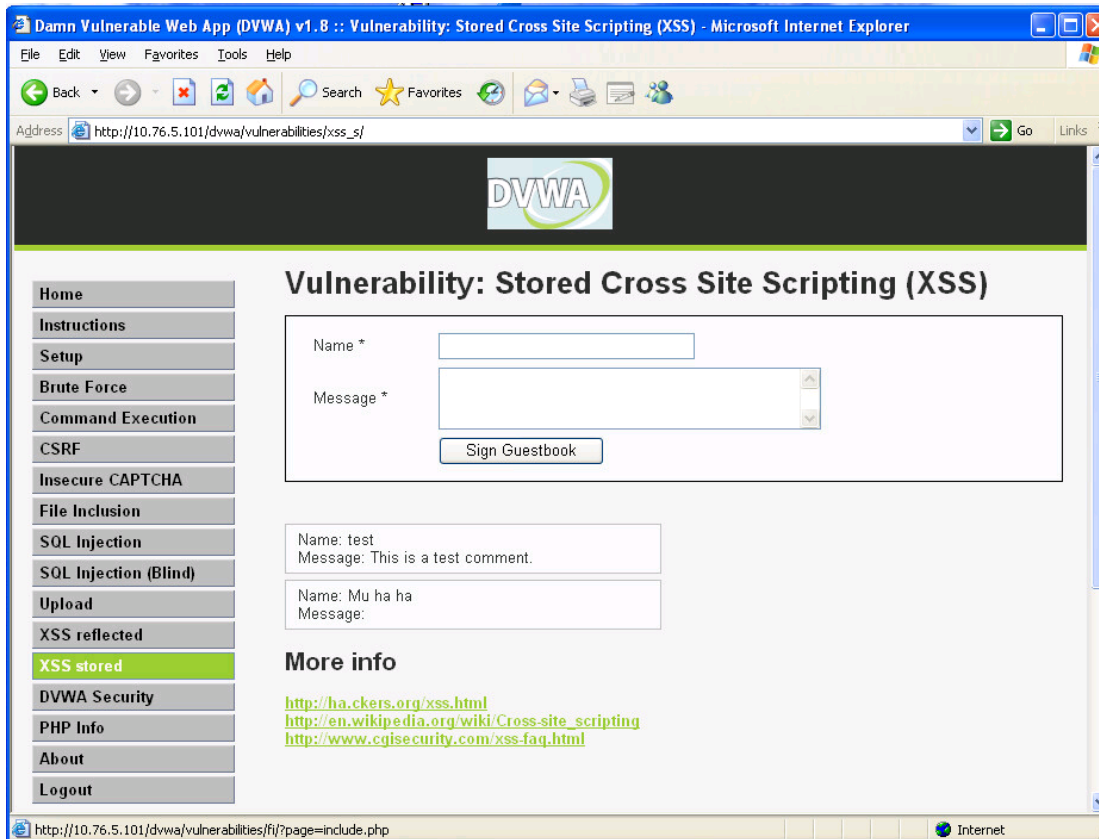 Damn Vulnerable Web App (DVWA) v1.8 :: Vulnerability: Stored Cross Site Scripting (XSS) - Microsoft Internet Explorer
File Edit View Favorites Tools Help
Back Search Favorites
Address http://10.76.5.101/dvwa/vulnerabilities/xss_s/ Go Links
DVWA
Home
Instructions
Setup
Brute Force
Command Execution
CSRF
Insecure CAPTCHA
File Inclusion
SQL Injection
SQL Injection (Blind)
Upload
XSS reflected
XSS stored
DVWA Security
PHP Info
About
Logout
Vulnerability: Stored Cross Site Scripting (XSS)
Name *
Message *
Sign Guestbook
Name: test
Message: This is a test comment.
Name: Mu ha ha
Message:
More info
http://ha.ckers.org/xss.html
http://en.wikipedia.org/wiki/Cross-site_scripting
http://www.cgisecurity.com/xss-faq.html
http://10.76.5.101/dvwa/vulnerabilities/fi/?page=include.php Internet